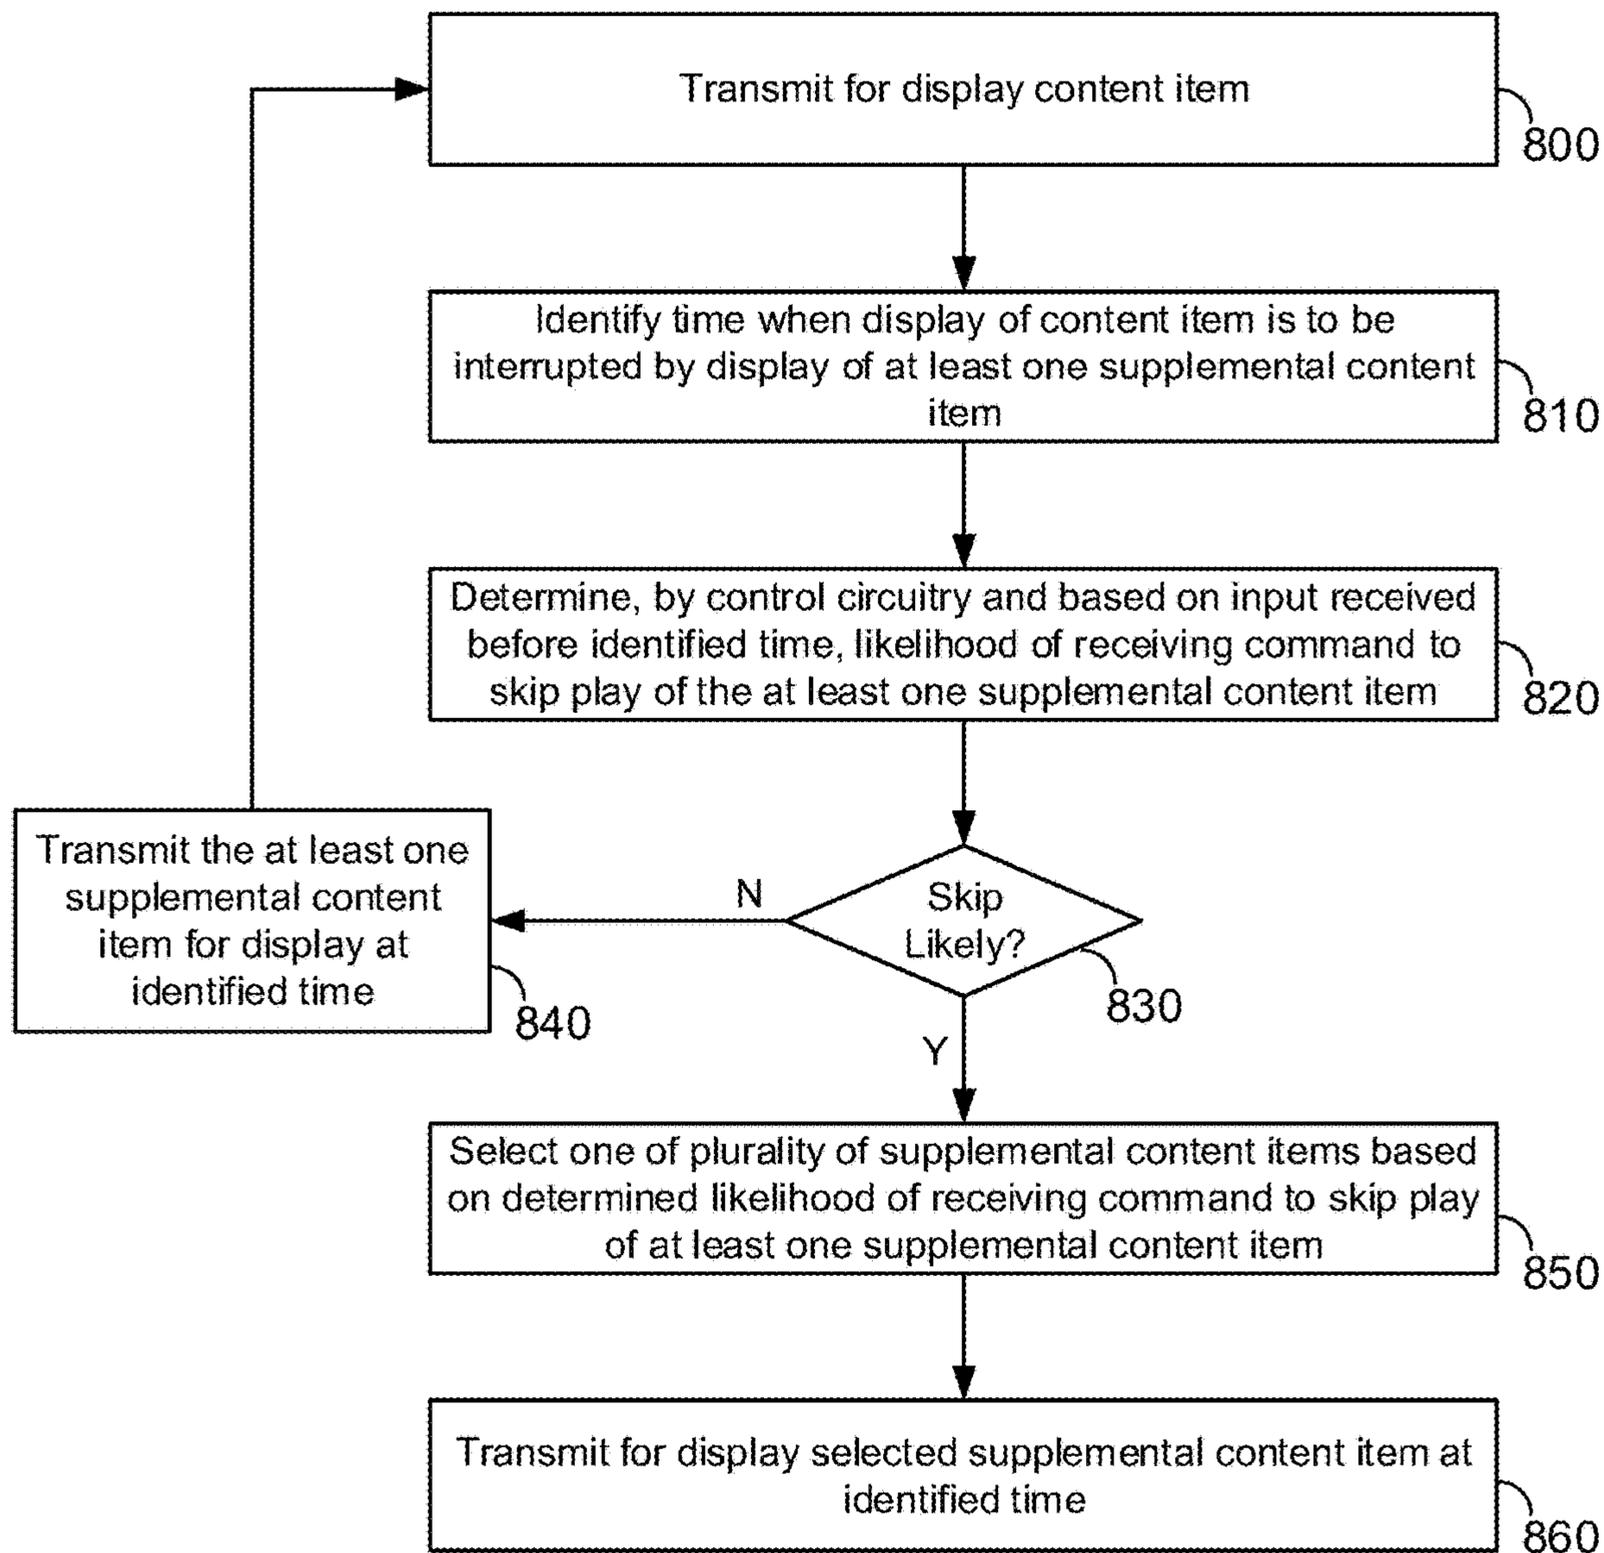 Transmit for display content item
800
Identify time when display of content item is to be
interrupted by display of at least one supplemental content
item
810
Determine, by control circuitry and based on input received
before identified time, likelihood of receiving command to
skip play of the at least one supplemental content item
820
Skip
Likely?
830
N
Transmit the at least one
supplemental content
item for display at
identified time
840
Y
Select one of plurality of supplemental content items based
on determined likelihood of receiving command to skip play
of at least one supplemental content item
850
Transmit for display selected supplemental content item at
identified time
860